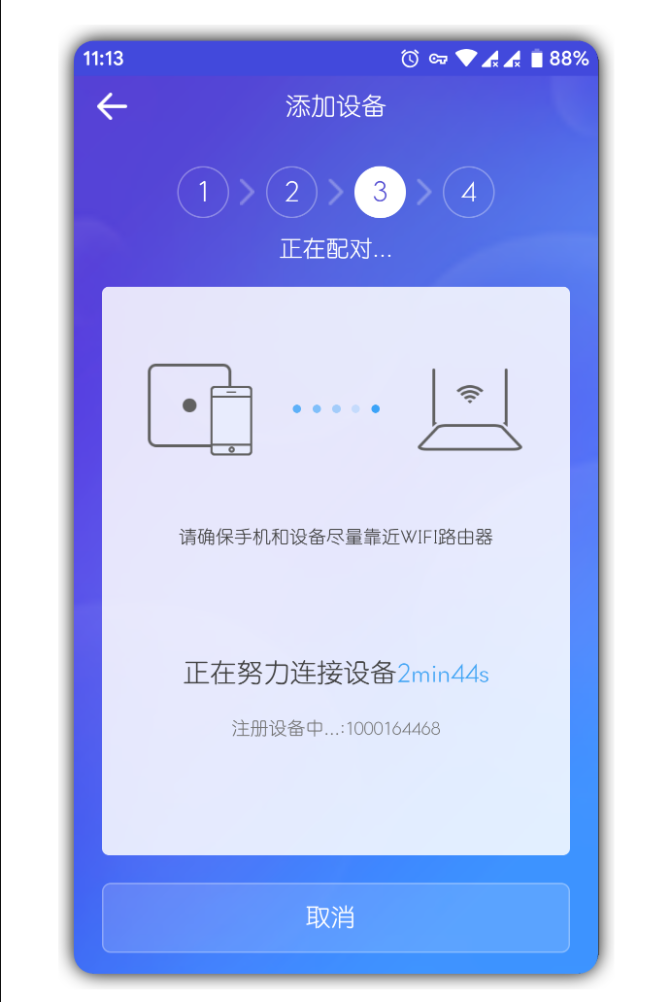 11:13
88%
添加设备
1
2
3
4
正在配对...
请确保手机和设备尽量靠近WIFI路由器
正在努力连接设备2min44s
注册设备中...:1000164468
取消